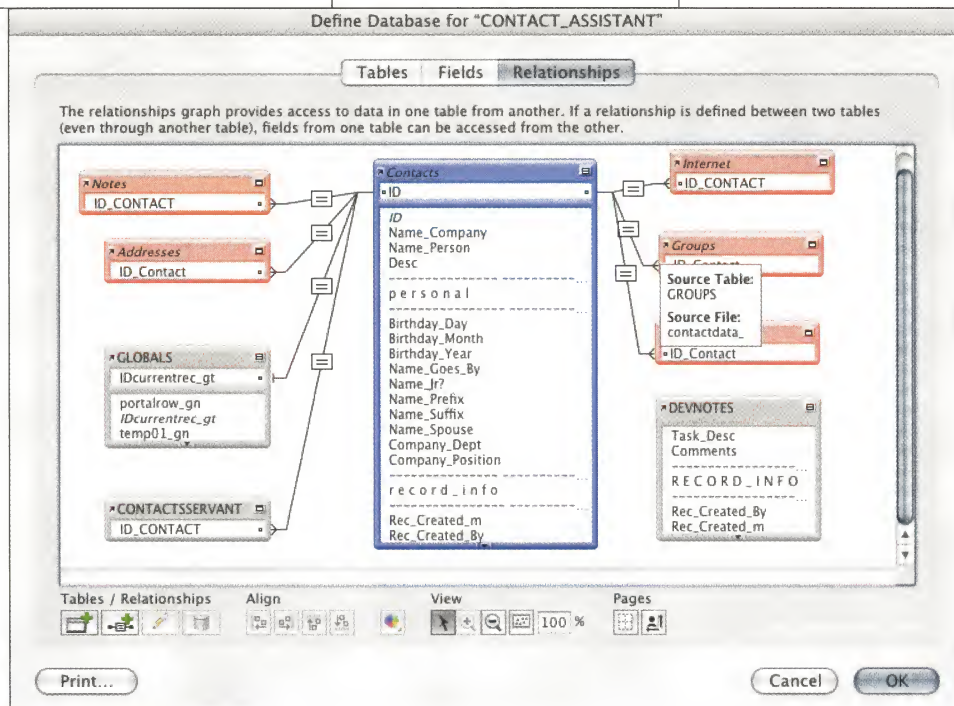 Define Database for "CONTACT_ASSISTANT"
Tables
Fields
Relationships
The relationships graph provides access to data in one table from another. If a relationship is defined between two tables
(even through another table), fields from one table can be accessed from the other.
Notes
ID_CONTACT
Addresses
ID_Contact
GLOBALS
IDcurrentrec_gt
portalrow_gn
IDcurrentrec_gt
temp01_gn
CONTACTSSERVANT
ID_CONTACT
Contacts
ID
ID
Name_Company
Name_Person
Desc
personal
Birthday_Day
Birthday_Month
Birthday_Year
Name_Goes_By
Name_Jr?
Name_Prefix
Name_Suffix
Name_Spouse
Company_Dept
Company_Position
record_info
Rec_Created_m
Rec_Created_By
Internet
ID_CONTACT
Groups
Source Table:
GROUPS
Source File:
contactdata_
ID_Contact
DEVNOTES
Task_Desc
Comments
RECORD_INFO
Rec_Created_By
Rec_Created_m
Tables / Relationships
Align
View
Pages
100 %
Print...
Cancel
OK